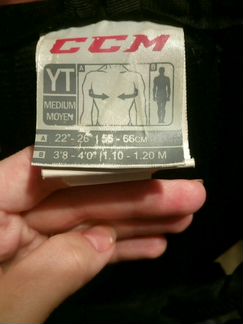 CCM
YT
MEDIUM
MOYEN
A
B
A 22" - 26" | 56 - 66CM
B 3'8 - 4'0" | 1.10 - 1.20 M